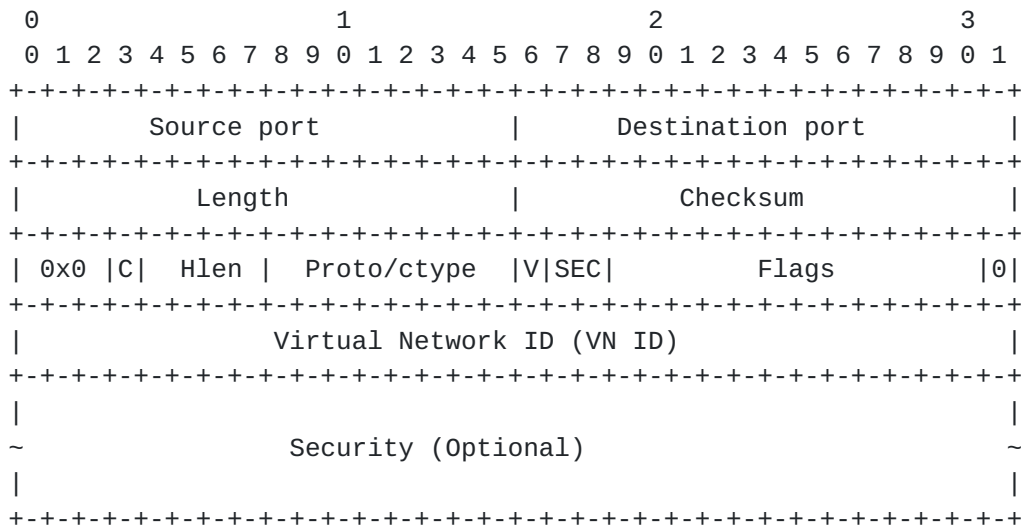 0                   1                   2                   3
 0 1 2 3 4 5 6 7 8 9 0 1 2 3 4 5 6 7 8 9 0 1 2 3 4 5 6 7 8 9 0 1
+-+-+-+-+-+-+-+-+-+-+-+-+-+-+-+-+-+-+-+-+-+-+-+-+-+-+-+-+-+-+-+-+
|        Source port            |      Destination port         |
+-+-+-+-+-+-+-+-+-+-+-+-+-+-+-+-+-+-+-+-+-+-+-+-+-+-+-+-+-+-+-+-+
|           Length              |          Checksum             |
+-+-+-+-+-+-+-+-+-+-+-+-+-+-+-+-+-+-+-+-+-+-+-+-+-+-+-+-+-+-+-+-+
| 0x0 |C|  Hlen |  Proto/ctype  |V|SEC|         Flags           |0|
+-+-+-+-+-+-+-+-+-+-+-+-+-+-+-+-+-+-+-+-+-+-+-+-+-+-+-+-+-+-+-+-+
|                Virtual Network ID (VN ID)                     |
+-+-+-+-+-+-+-+-+-+-+-+-+-+-+-+-+-+-+-+-+-+-+-+-+-+-+-+-+-+-+-+-+
|                                                               |
~                 Security (Optional)                           ~
|                                                               |
+-+-+-+-+-+-+-+-+-+-+-+-+-+-+-+-+-+-+-+-+-+-+-+-+-+-+-+-+-+-+-+-+